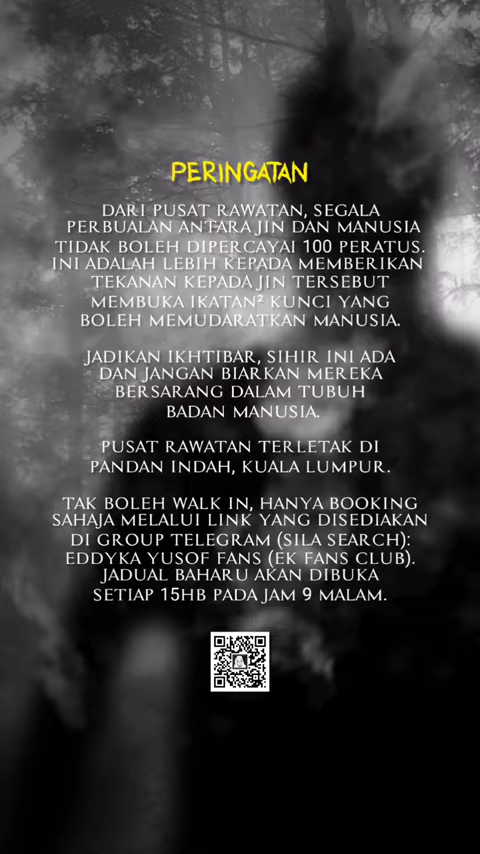 PERINGATAN
DARI PUSAT RAWATAN, SEGALA
PERBUALAN ANTARA JIN DAN MANUSIA
TIDAK BOLEH DIPERCAYAI 100 PERATUS.
INI ADALAH LEBIH KEPADA MEMBERIKAN
TEKANAN KEPADA JIN TERSEBUT
MEMBUKA IKATAN² KUNCI YANG
BOLEH MEMUDARATKAN MANUSIA.
JADIKAN IKHTIBAR, SIHIR INI ADA
DAN JANGAN BIARKAN MEREKA
BERSARANG DALAM TUBUH
BADAN MANUSIA.
PUSAT RAWATAN TERLETAK DI
PANDAN INDAH, KUALA LUMPUR.
TAK BOLEH WALK IN, HANYA BOOKING
SAHAJA MELALUI LINK YANG DISEDIAKAN
DI GROUP TELEGRAM (SILA SEARCH):
EDDYKA YUSOF FANS (EK FANS CLUB).
JADUAL BAHARU AKAN DIBUKA
SETIAP 15HB PADA JAM 9 MALAM.